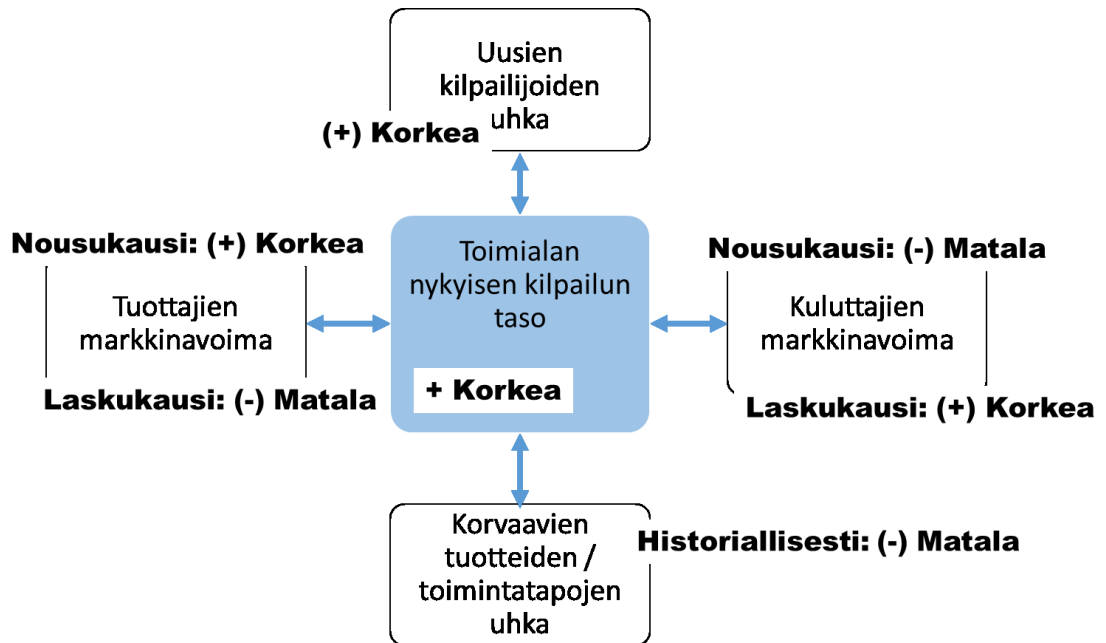 Uusien
kilpailijoiden
uhka
(+) Korkea
Nousukausi: (+) Korkea
Tuottajien
markkinavoima
Laskukausi: (-) Matala
Toimialan
nykyisen kilpailun
taso
+ Korkea
Nousukausi: (-) Matala
Kuluttajien
markkinavoima
Laskukausi: (+) Korkea
Korvaavien
tuotteiden /
toimintatapojen
uhka
Historiallisesti: (-) Matala